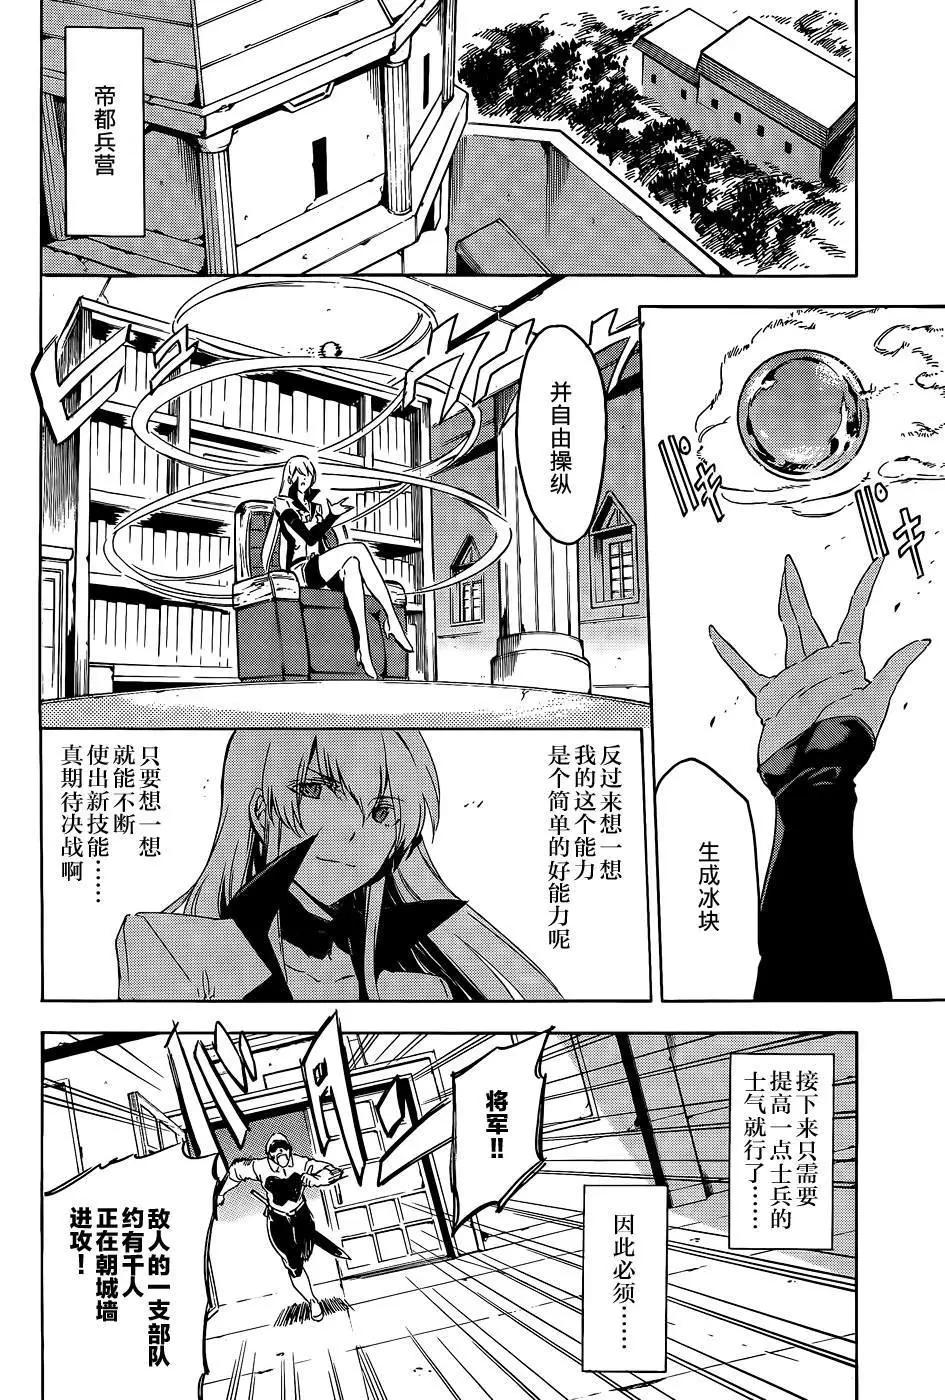 帝都兵营
生成冰块
ピキ
ピキ
并自由操纵
反过来想一想
我的这个能力
是个简单的好能力呢
只要想一想
就能不断
使出新技能
真期待决战啊……
接下来只需要
提高一点士兵的
士气就行了……
因此必须……
将军!!
敌人的一支部队
约有千人
正在朝城墙
进攻！